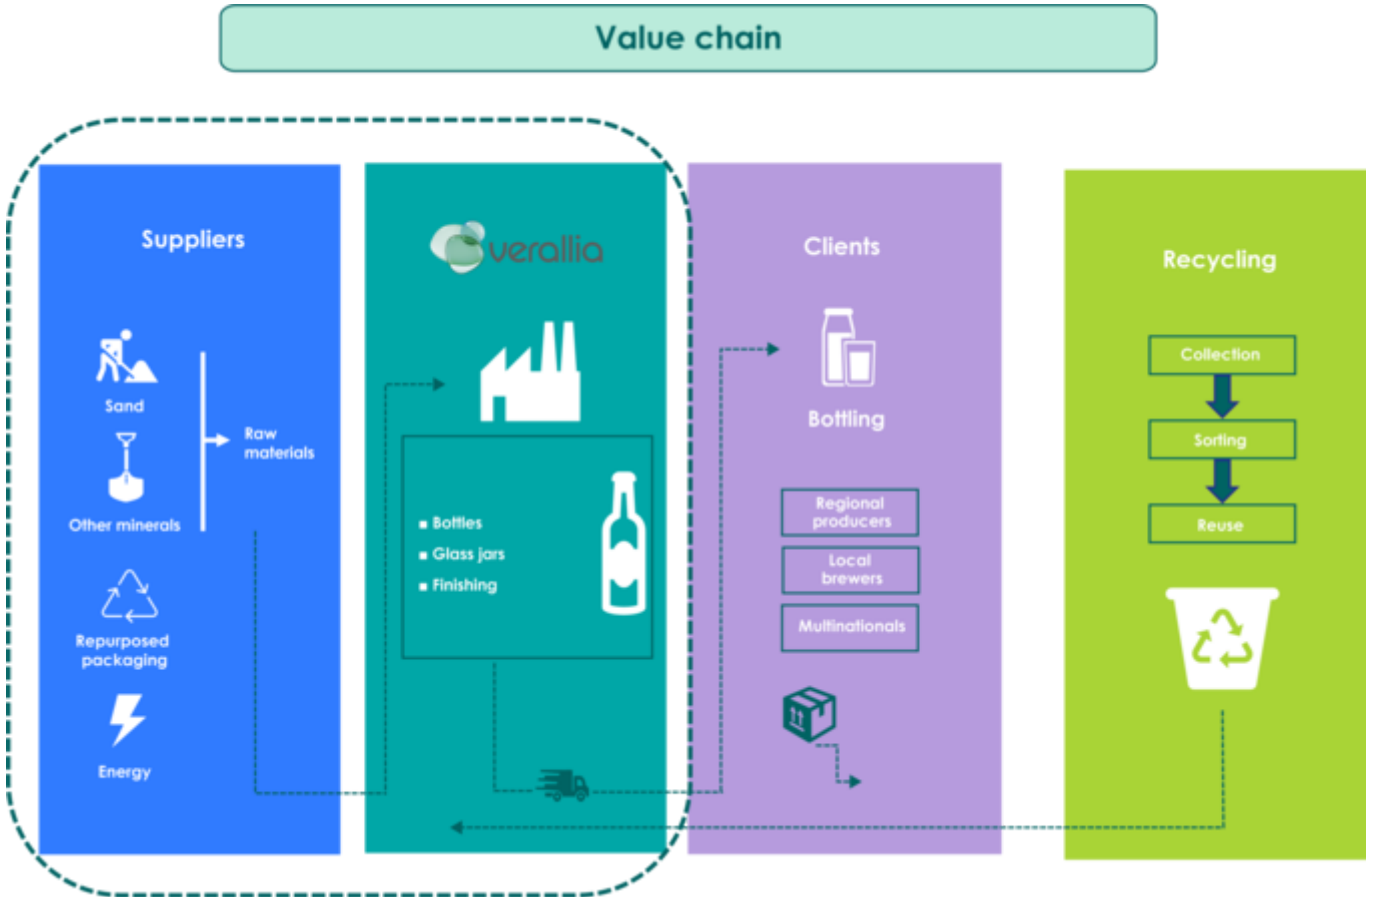 Value chain
Suppliers
Sand
Other minerals
Raw
materials
Repurposed
packaging
Energy
verallia
Bottles
Glass jars
Finishing
Clients
Bottling
Regional
producers
Local
brewers
Multinationals
Recycling
Collection
Sorting
Reuse